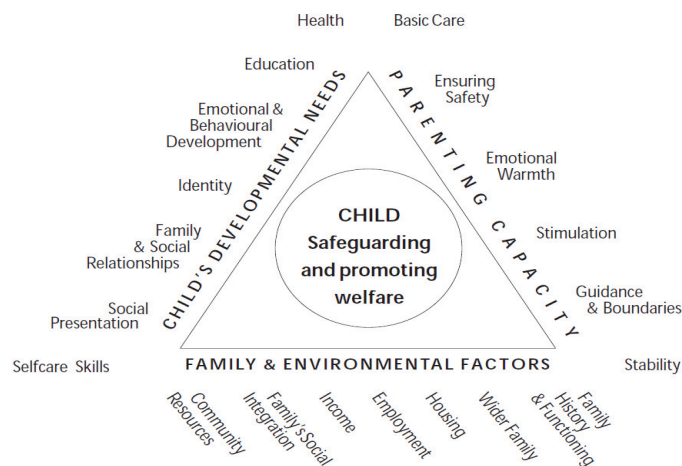 Health
Education
Emotional &
Behavioural
Development
Identity
Family
& Social
Relationships
Social
Presentation
Selfcare Skills
CHILD'S DEVELOPMENTAL NEEDS
Basic Care
Ensuring
Safety
Emotional
Warmth
Stimulation
Guidance
& Boundaries
Stability
PARENTING CAPACITY
CHILD
Safeguarding
and promoting
welfare
FAMILY & ENVIRONMENTAL FACTORS
Community
Resources
Family's Social
Integration
Income
Employment
Housing
Wider Family
Family
History
& Functioning